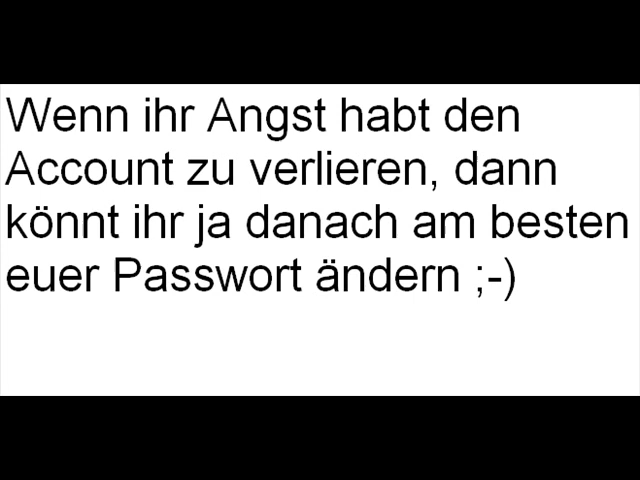 Wenn ihr Angst habt den
Account zu verlieren, dann
könnt ihr ja danach am besten
euer Passwort ändern ;-)